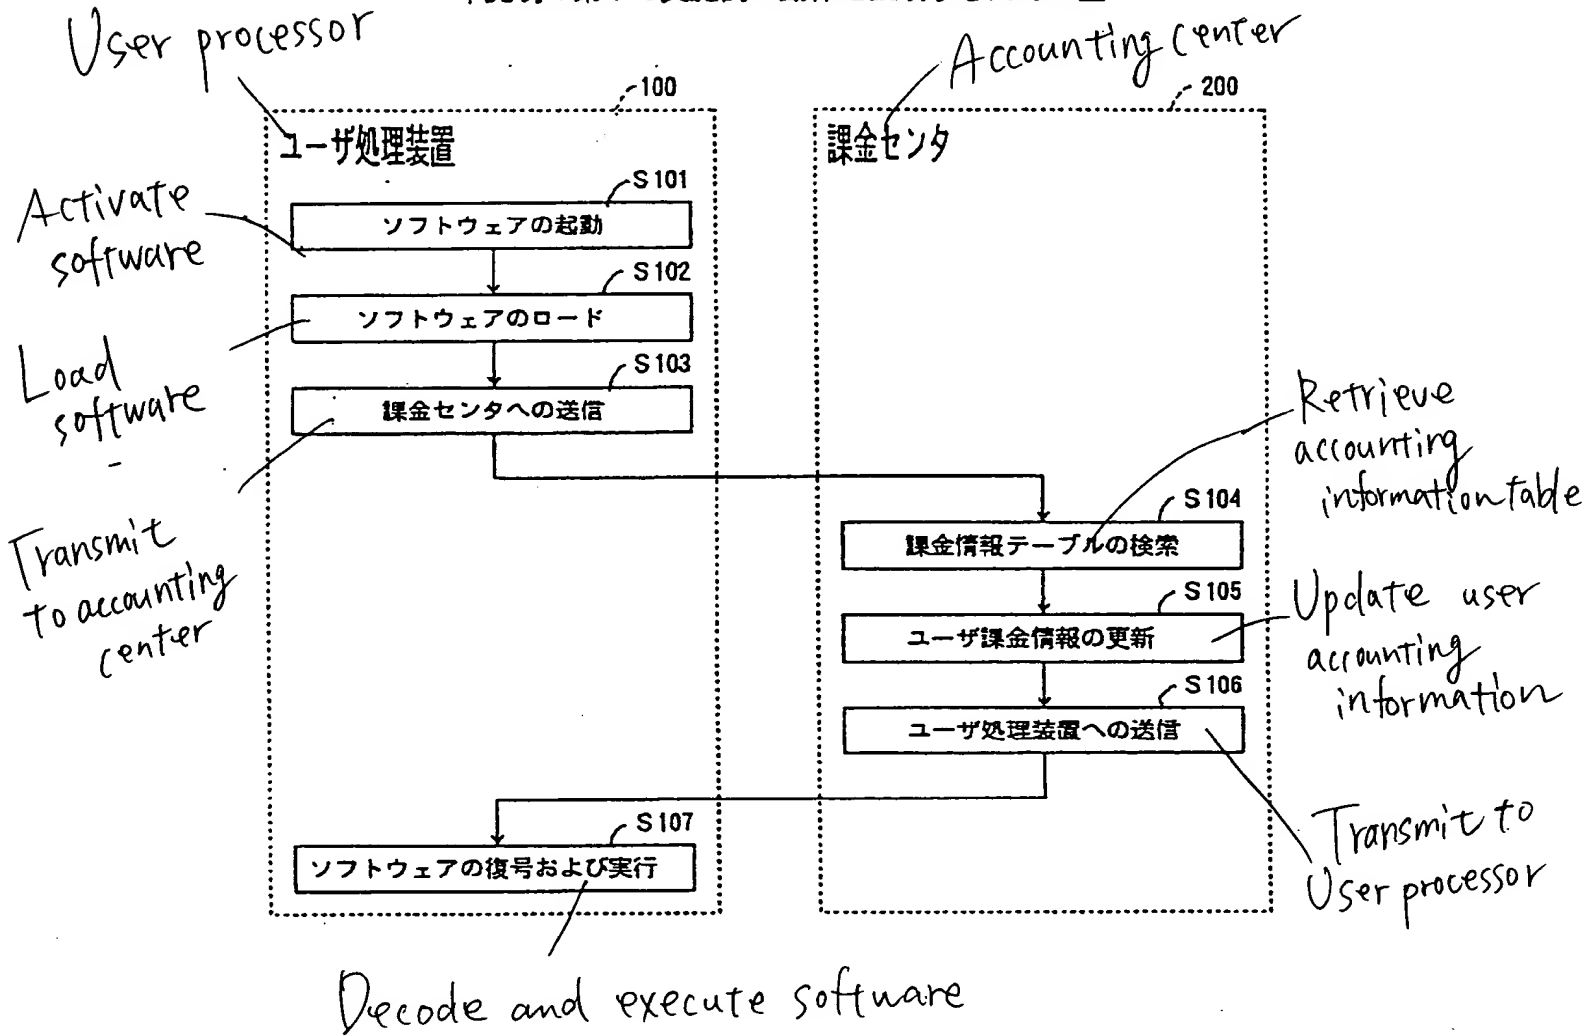 User processor
Accounting center
100
200
ユーザ処理装置
課金センタ
S101
Activate
software
ソフトウェアの起動
S102
ソフトウェアのロード
Load
software
S103
課金センタへの送信
Retrieve
accounting
information table
S104
課金情報テーブルの検索
Transmit
to accounting
center
S105
ユーザ課金情報の更新
Update user
accounting
information
S106
ユーザ処理装置への送信
Transmit to
User processor
S107
ソフトウェアの復号および実行
Decode and execute software